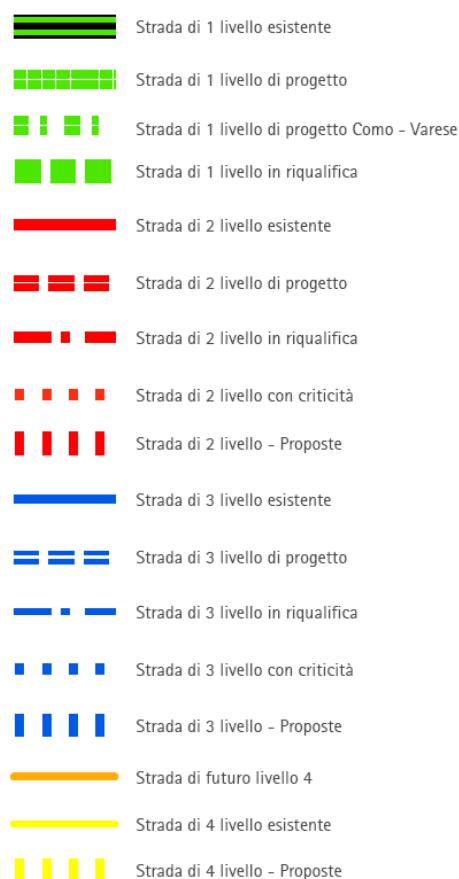 Strada di 1 livello esistente
Strada di 1 livello di progetto
Strada di 1 livello di progetto Como - Varese
Strada di 1 livello in riqualifica
Strada di 2 livello esistente
Strada di 2 livello di progetto
Strada di 2 livello in riqualifica
Strada di 2 livello con criticità
Strada di 2 livello - Proposte
Strada di 3 livello esistente
Strada di 3 livello di progetto
Strada di 3 livello in riqualifica
Strada di 3 livello con criticità
Strada di 3 livello - Proposte
Strada di futuro livello 4
Strada di 4 livello esistente
Strada di 4 livello - Proposte